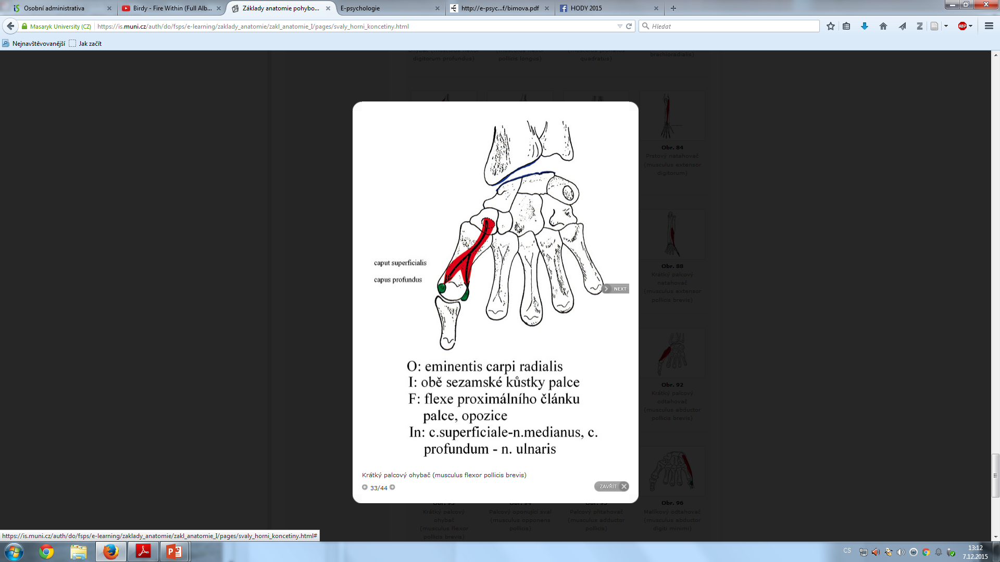 Osobní administrativa
Birdy - Fire Within (Full Alb...
Základy anatomie pohybo...
E-psychologie
http://e-psyc...f/bimova.pdf
HODY 2015
Masaryk University (CZ)
https://is.muni.cz/auth/do/fsps/e-learning/zaklady_anatomie/zakl_anatomie_I/pages/svaly_horni_koncetiny.html
Hledat
ABP
Nejnavštěvovanější
Jak začít
digitorum profundus)
pollicis longus)
quadratus)
brachioradialis)
Obr. 84
Prstový natahovač
(musculus extensor
digitorum)
caput superficialis
capus profundus
NEXT
Obr. 88
Krátký palcový
natahovač
(musculus extensor
pollicis brevis)
O: eminentis carpi radialis
I: obě sezamské kůstky palce
F: flexe proximálního článku
palce, opozice
In: c.superficiale-n.medianus, c.
profundum - n. ulnaris
Obr. 92
Krátký palcový
odtahovač
(musculus abductor
pollicis brevis)
Krátký palcový ohybač (musculus flexor pollicis brevis)
33/44
ZAVŘÍT
Obr. 93
Krátký palcový
ohybač
(musculus flexor
pollicis brevis)
Obr. 94
Palcový oponující sval
(musculus opponens
pollicis)
Obr. 95
Palcový přitahovač
(musculus adductor
pollicis)
Obr. 96
Malíkový odtahovač
(musculus abductor
digiti minimi)
https://is.muni.cz/auth/do/fsps/e-learning/zaklady_anatomie/zakl_anatomie_I/pages/svaly_horni_koncetiny.html#
CS
13:12
7.12.2015